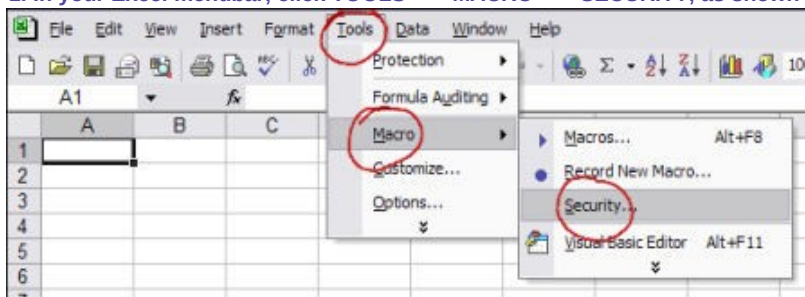 File Edit View Insert Format Tools Data Window Help
Protection
A1 fx Formula Auditing
A B C Macro Macros... Alt+F8
1
Customize... Record New Macro...
2
3 Options... Security...
4
5 Visual Basic Editor Alt+F11
6